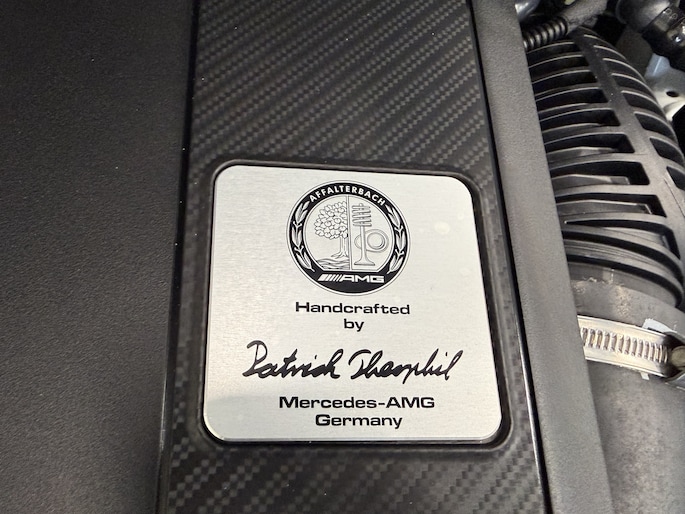 AFFALTERBACH
AMG
Handcrafted
by
Patrick Theophil
Mercedes-AMG
Germany